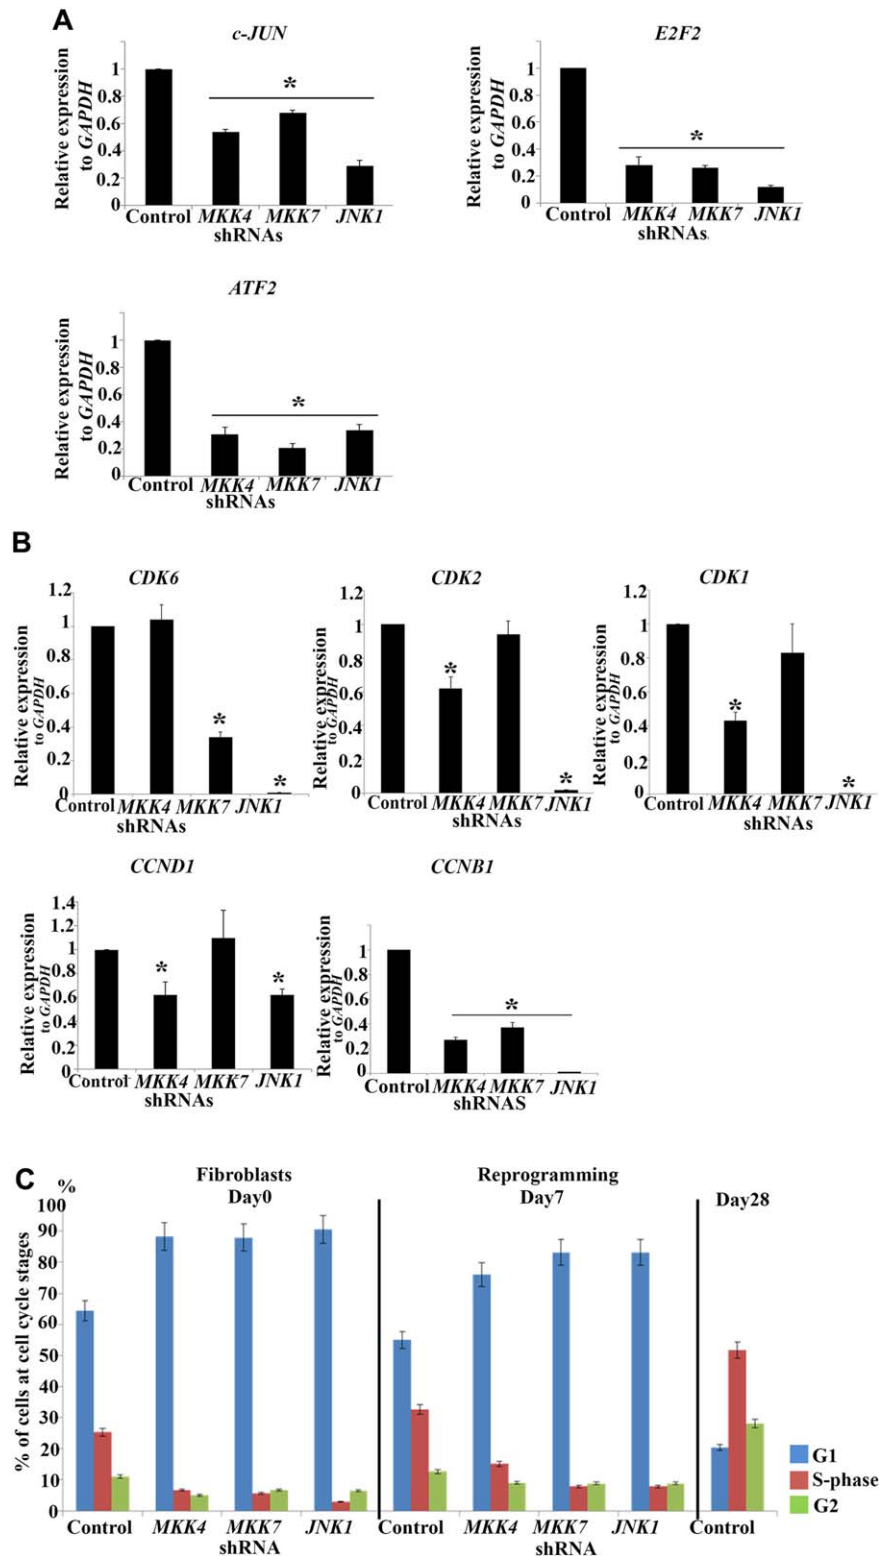 A
c-JUN
Relative expression
to GAPDH
1
0.8
0.6
0.4
0.2
0
*
Control MKK4 MKK7 JNK1
shRNAs
E2F2
Relative expression
to GAPDH
1
0.8
0.6
0.4
0.2
0
*
Control MKK4 MKK7 JNK1
shRNAs
ATF2
Relative expression
to GAPDH
1
0.8
0.6
0.4
0.2
0
*
Control MKK4 MKK7 JNK1
shRNAs
B
CDK6
Relative expression
to GAPDH
1.2
1
0.8
0.6
0.4
0.2
0
* *
Control MKK4 MKK7 JNK1
shRNAs
CDK2
Relative expression
to GAPDH
1.2
1
0.8
0.6
0.4
0.2
0
* *
Control MKK4 MKK7 JNK1
shRNAs
CDK1
Relative expression
to GAPDH
1.2
1
0.8
0.6
0.4
0.2
0
* *
Control MKK4 MKK7 JNK1
shRNAs
CCND1
Relative expression
to GAPDH
1.4
1.2
1
0.8
0.6
0.4
0.2
0
* *
Control MKK4 MKK7 JNK1
shRNAs
CCNB1
Relative expression
to GAPDH
1
0.8
0.6
0.4
0.2
0
*
Control MKK4 MKK7 JNK1
shRNAS
C
%
% of cells at cell cycle stages
100
90
80
70
60
50
40
30
20
10
0
Fibroblasts
Day0
Reprogramming
Day7
Day28
Control MKK4 MKK7 JNK1
shRNA
Control MKK4 MKK7 JNK1
shRNA
Control
G1
S-phase
G2